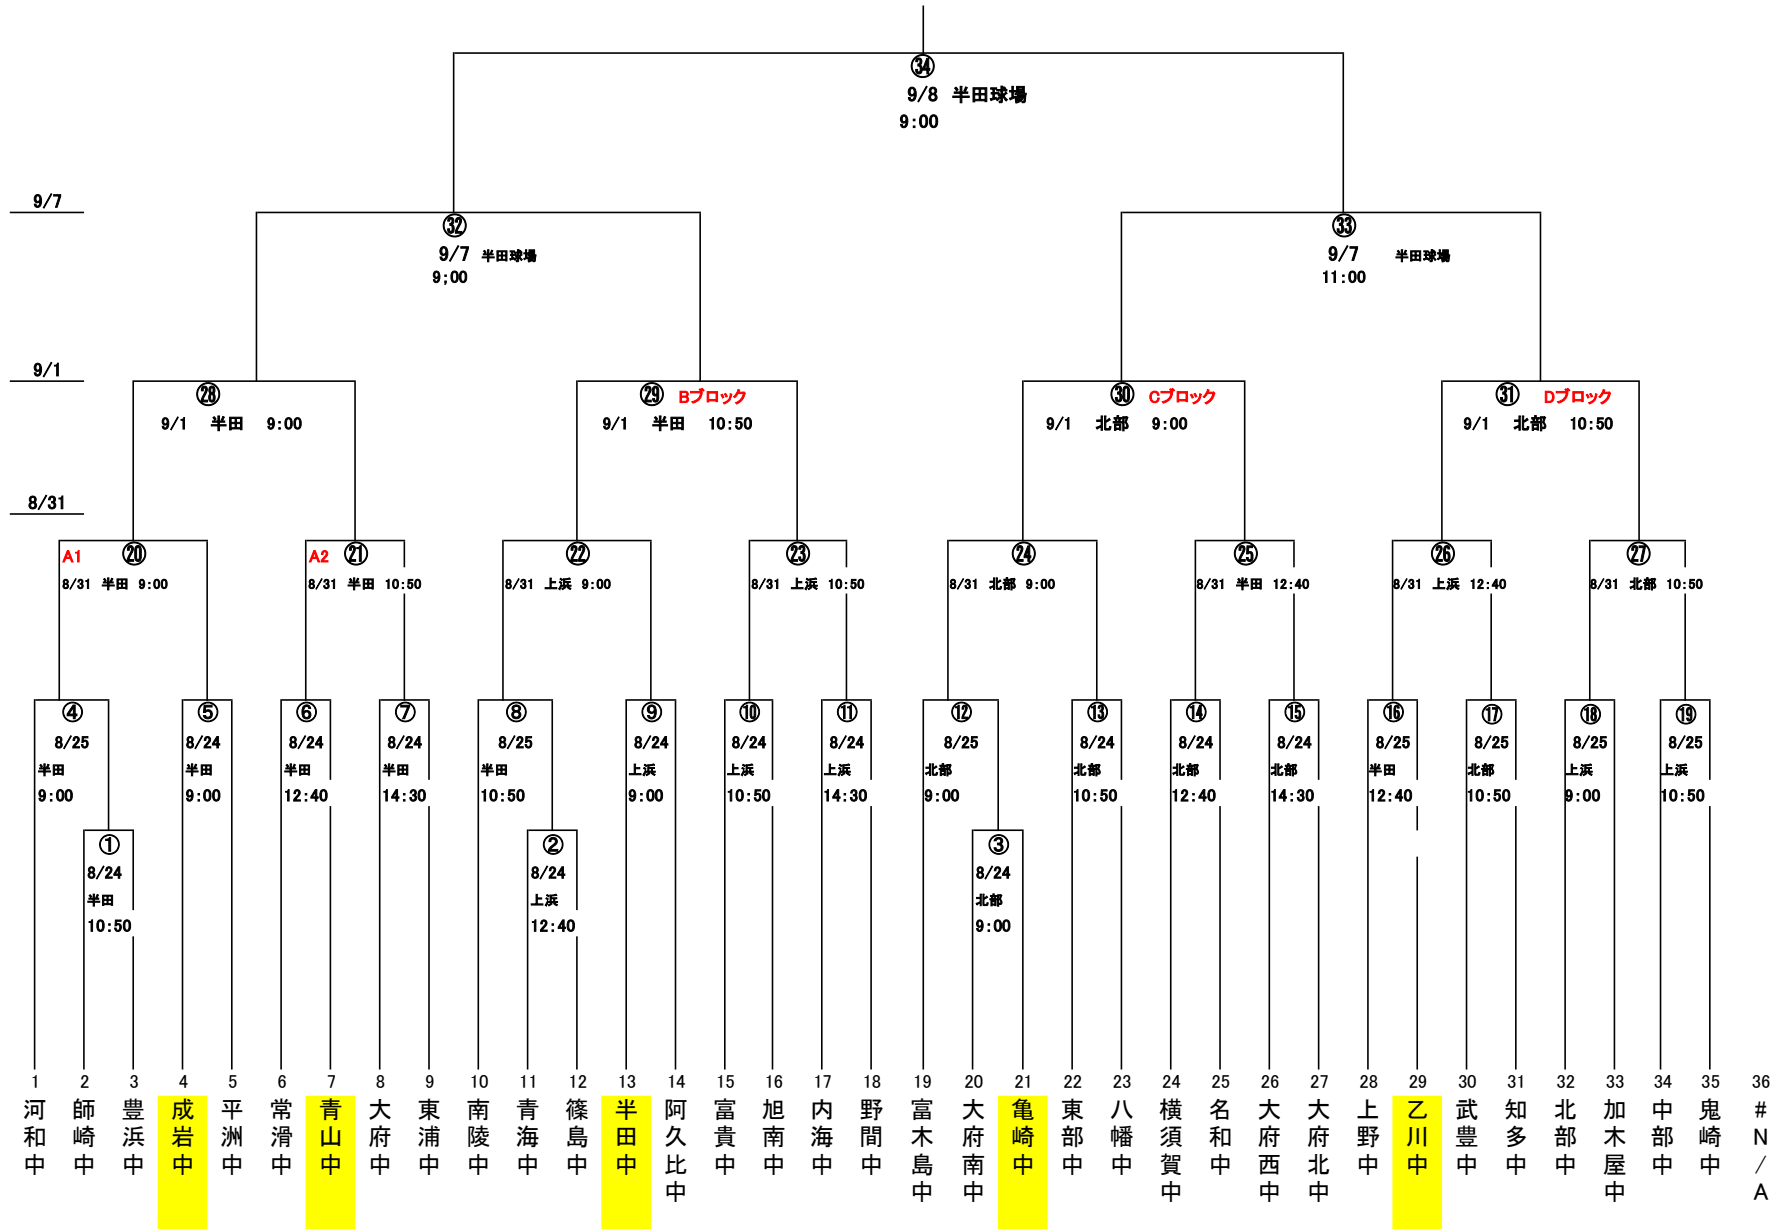 ㉞
9/8 半田球場
9:00
9/7
㉜
9/7 半田球場
9;00
㉝
9/7 半田球場
11:00
9/1
㉘
9/1 半田 9:00
㉙ Bブロック
9/1 半田 10:50
㉚ Cブロック
9/1 北部 9:00
㉛ Dブロック
9/1 北部 10:50
8/31
A1 ⑳
8/31 半田 9:00
A2 ㉑
8/31 半田 10:50
㉒
8/31 上浜 9:00
㉓
8/31 上浜 10:50
㉔
8/31 北部 9:00
㉕
8/31 半田 12:40
㉖
8/31 上浜 12:40
㉗
8/31 北部 10:50
④
8/25
半田
9:00
⑤
8/24
半田
9:00
⑥
8/24
半田
12:40
⑦
8/24
半田
14:30
⑧
8/25
半田
10:50
⑨
8/24
上浜
9:00
⑩
8/24
上浜
10:50
⑪
8/24
上浜
14:30
⑫
8/25
北部
9:00
⑬
8/24
北部
10:50
⑭
8/24
北部
12:40
⑮
8/24
北部
14:30
⑯
8/25
半田
12:40
⑰
8/25
北部
10:50
⑱
8/25
上浜
9:00
⑲
8/25
上浜
10:50
①
8/24
半田
10:50
②
8/24
上浜
12:40
③
8/24
北部
9:00
1
河和中
2
師崎中
3
豊浜中
4
成岩中
5
平洲中
6
常滑中
7
青山中
8
大府中
9
東浦中
10
南陵中
11
青海中
12
篠島中
13
半田中
14
阿久比中
15
富貴中
16
旭南中
17
内海中
18
野間中
19
富木島中
20
大府南中
21
亀崎中
22
東部中
23
八幡中
24
横須賀中
25
名和中
26
大府西中
27
大府北中
28
上野中
29
乙川中
30
武豊中
31
知多中
32
北部中
33
加木屋中
34
中部中
35
鬼崎中
36
#N/A